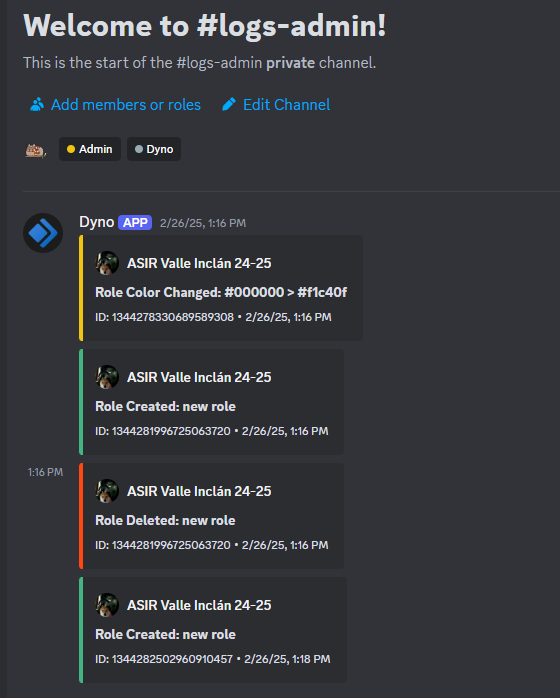 Welcome to #logs-admin!
This is the start of the #logs-admin private channel.
Add members or roles Edit Channel
Admin Dyno
Dyno APP 2/26/25, 1:16 PM
ASIR Valle Inclán 24-25
Role Color Changed: #000000 > #f1c40f
ID: 1344278330689589308 • 2/26/25, 1:16 PM
ASIR Valle Inclán 24-25
Role Created: new role
ID: 1344281996725063720 • 2/26/25, 1:16 PM
1:16 PM
ASIR Valle Inclán 24-25
Role Deleted: new role
ID: 1344281996725063720 • 2/26/25, 1:16 PM
ASIR Valle Inclán 24-25
Role Created: new role
ID: 1344282502960910457 • 2/26/25, 1:18 PM